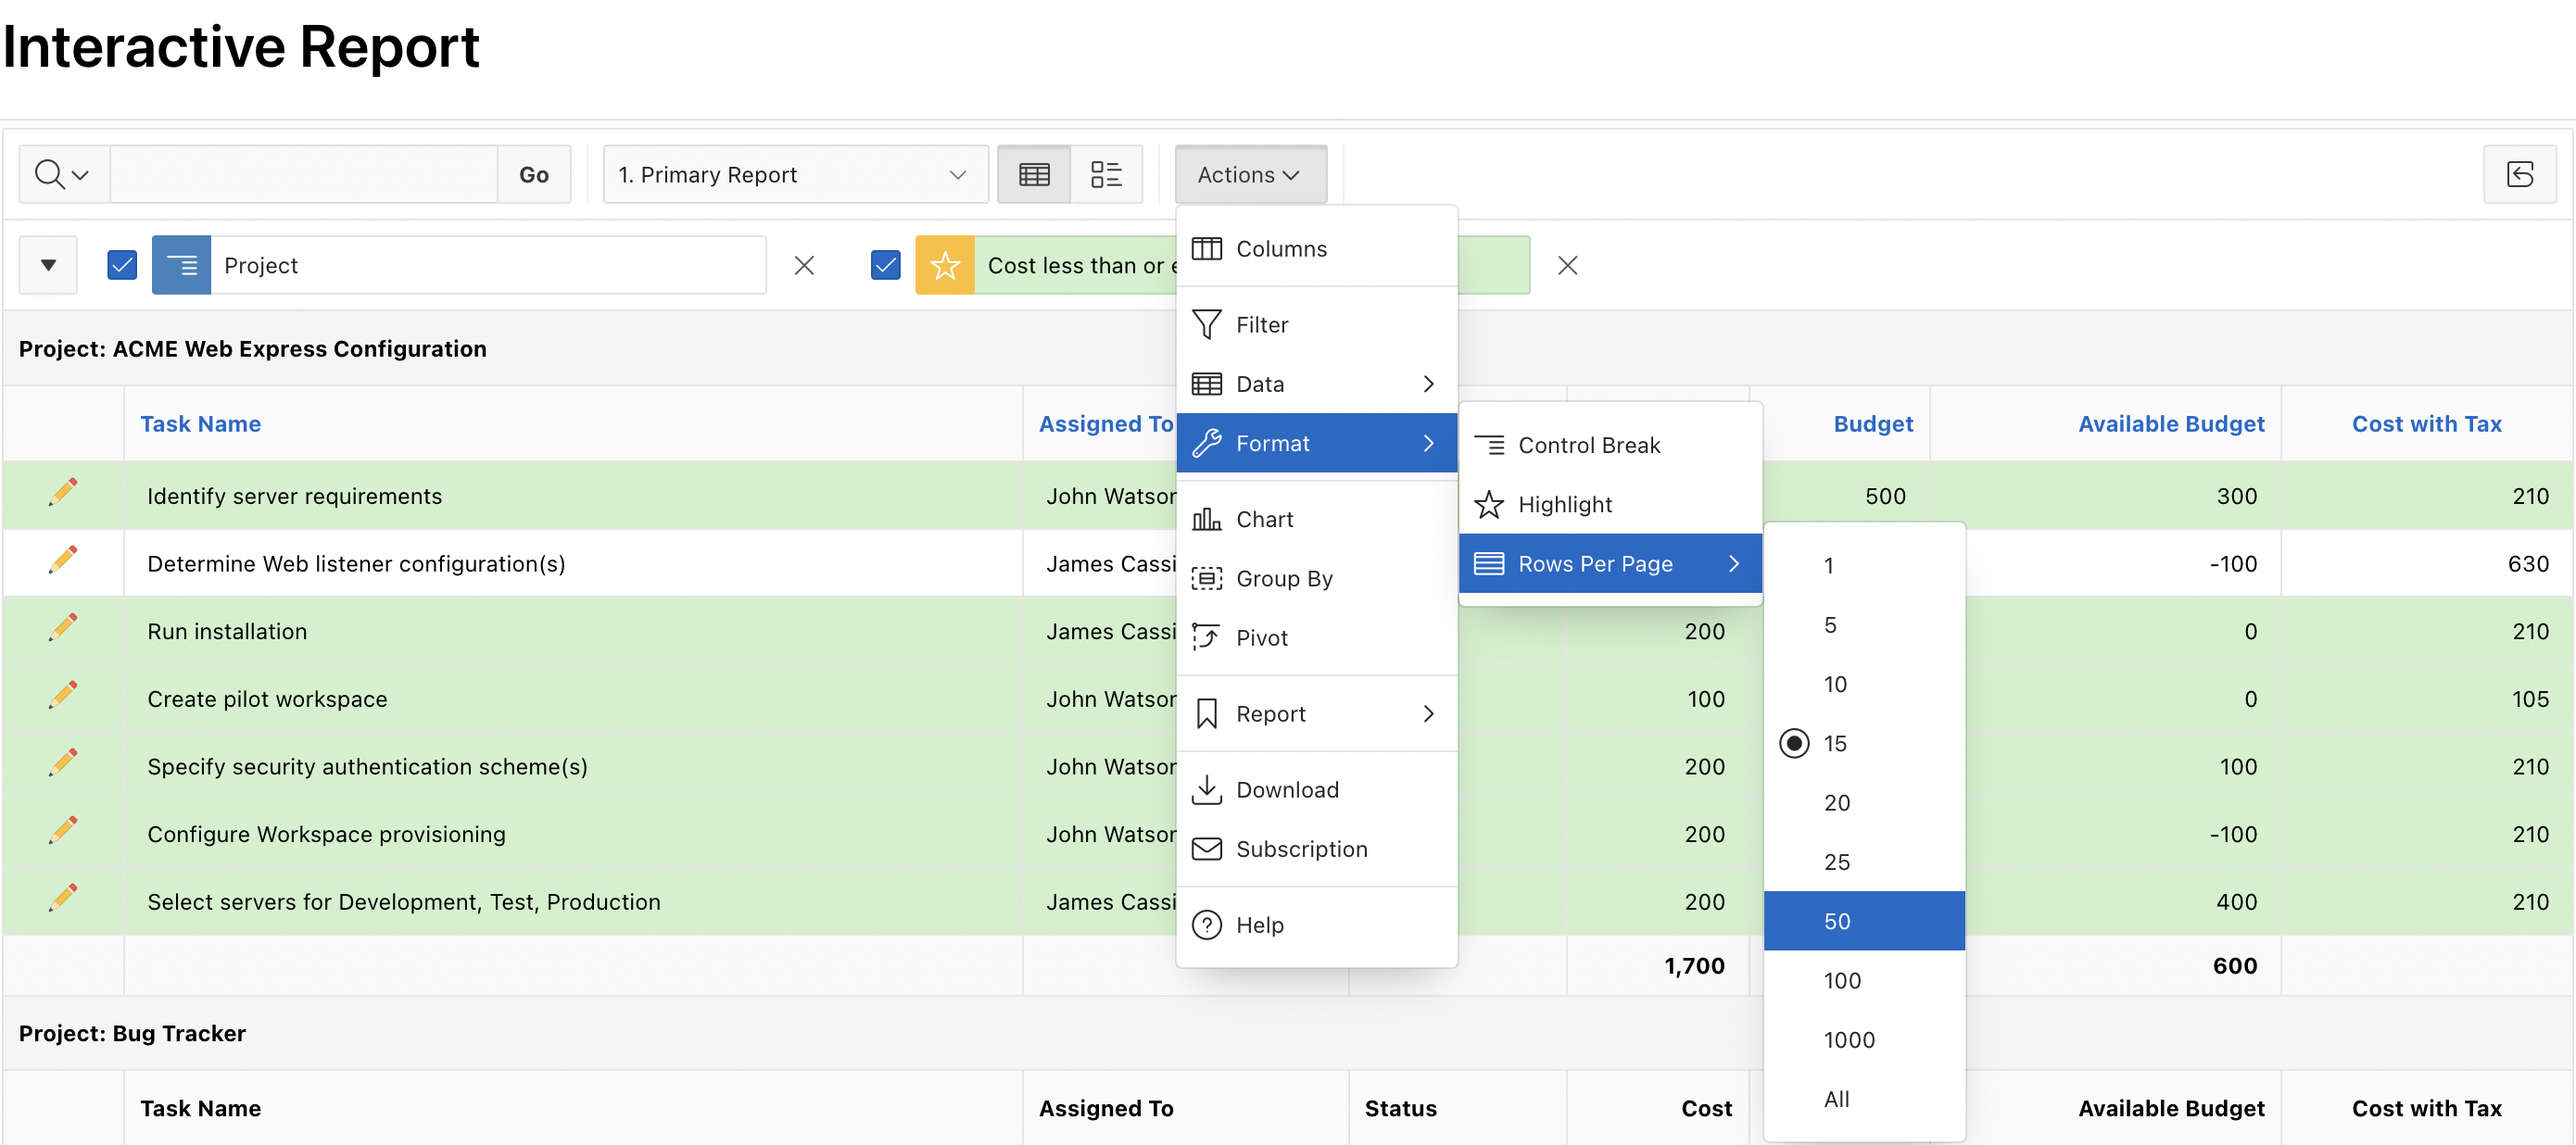 Interactive Report
Go
1. Primary Report
Actions
Project
Cost less than or
Columns
Filter
Data
Format
Chart
Group By
Pivot
Report
Download
Subscription
Help
Control Break
Highlight
Rows Per Page
1
5
10
15
20
25
50
100
1000
All
Project: ACME Web Express Configuration
Task Name Assigned To Budget Available Budget Cost with Tax
Identify server requirements John Watson 500 300 210
Determine Web listener configuration(s) James Cassi -100 630
Run installation James Cassi 200 0 210
Create pilot workspace John Watson 100 0 105
Specify security authentication scheme(s) John Watson 200 100 210
Configure Workspace provisioning John Watson 200 -100 210
Select servers for Development, Test, Production James Cassi 200 400 210
1,700 600
Project: Bug Tracker
Task Name Assigned To Status Cost Available Budget Cost with Tax